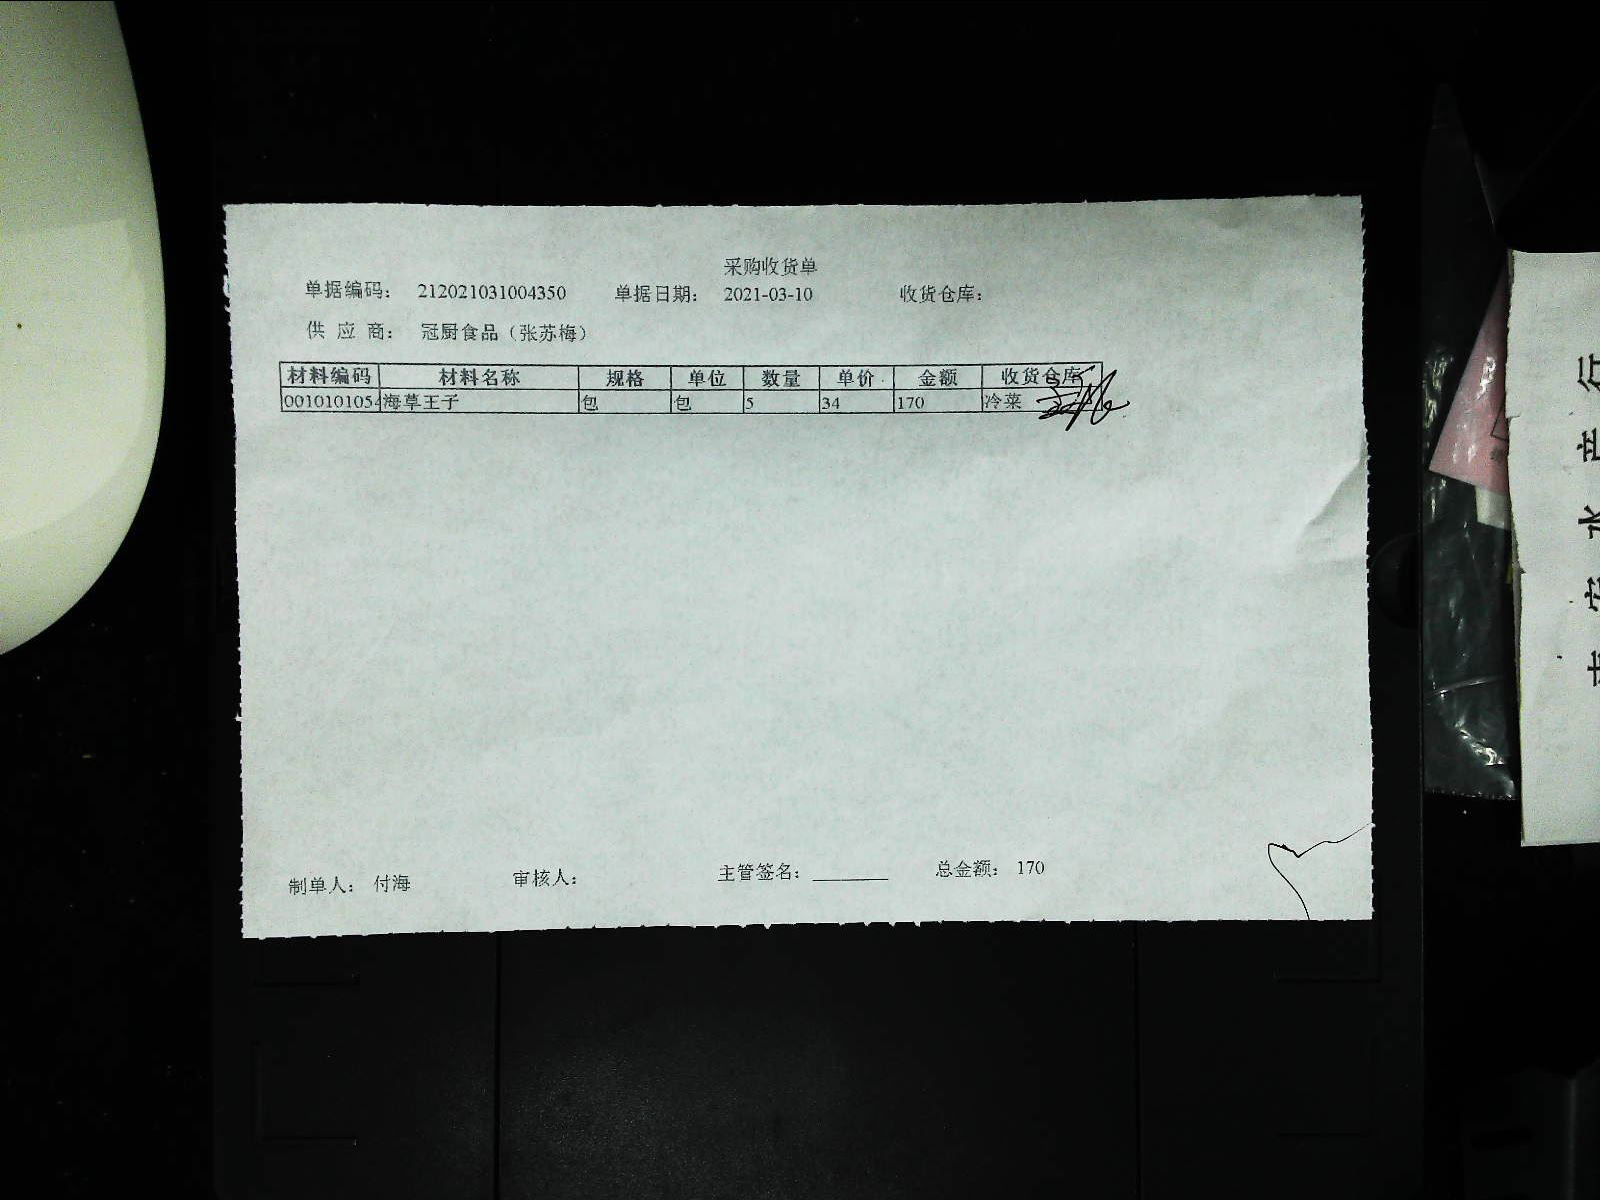 采购收货单
单据编码： 212021031004350 单据日期： 2021-03-10 收货仓库：
供 应 商： 冠厨食品（张苏梅）
材料编码 材料名称 规格 单位 数量 单价 金额 收货仓库
0010101054 海草王子 包 包 5 34 170 冷菜
制单人： 付海 审核人： 主管签名： 总金额： 170
行
水